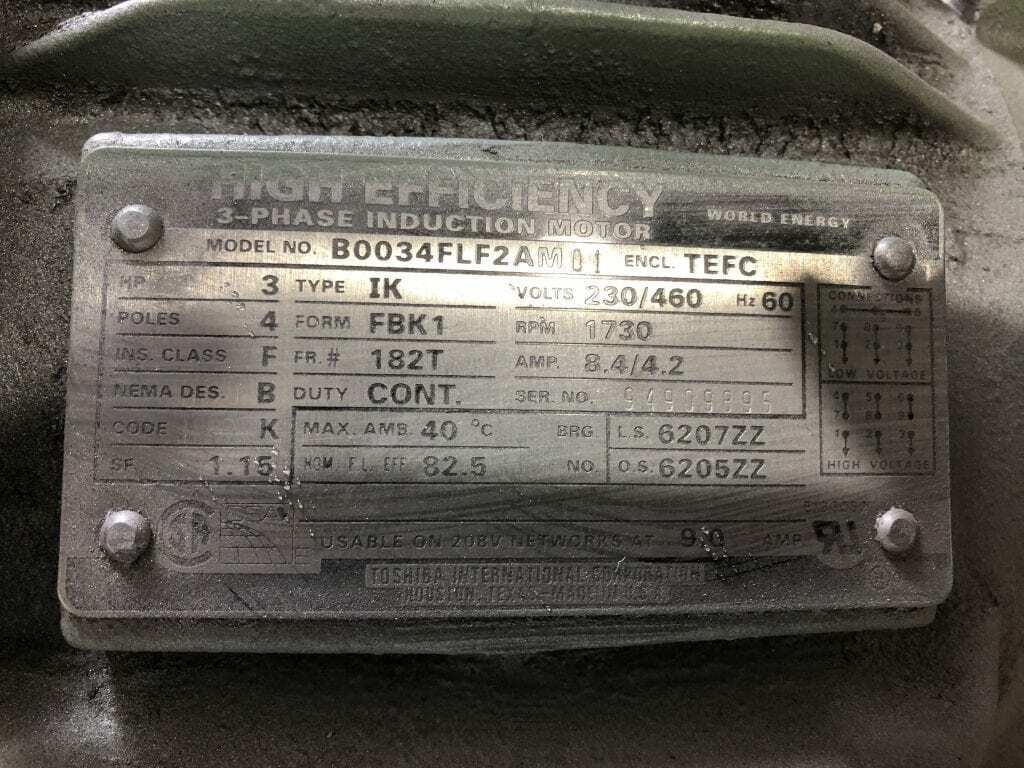 HIGH EFFICIENCY
3-PHASE INDUCTION MOTOR
WORLD ENERGY
MODEL NO. B0034FLF2AM01 ENCL. TEFC
HP 3 TYPE IK VOLTS 230/460 Hz 60
POLES 4 FORM FBK1 RPM 1730
INS. CLASS F FR.# 182T AMP. 8.4/4.2
NEMA DES. B DUTY CONT. SER. NO.
CODE K MAX. AMB. 40 °C BRG L.S. 6207ZZ
SF 1.15 NOM F.L. EFF. 82.5 NO. O.S. 6205ZZ
CONNECTIONS
LOW VOLTAGE
HIGH VOLTAGE
USABLE ON 208V NETWORKS AT 9.0 AMP
TOSHIBA INTERNATIONAL CORPORATION
HOUSTON, TEXAS-MADE IN U.S.A.